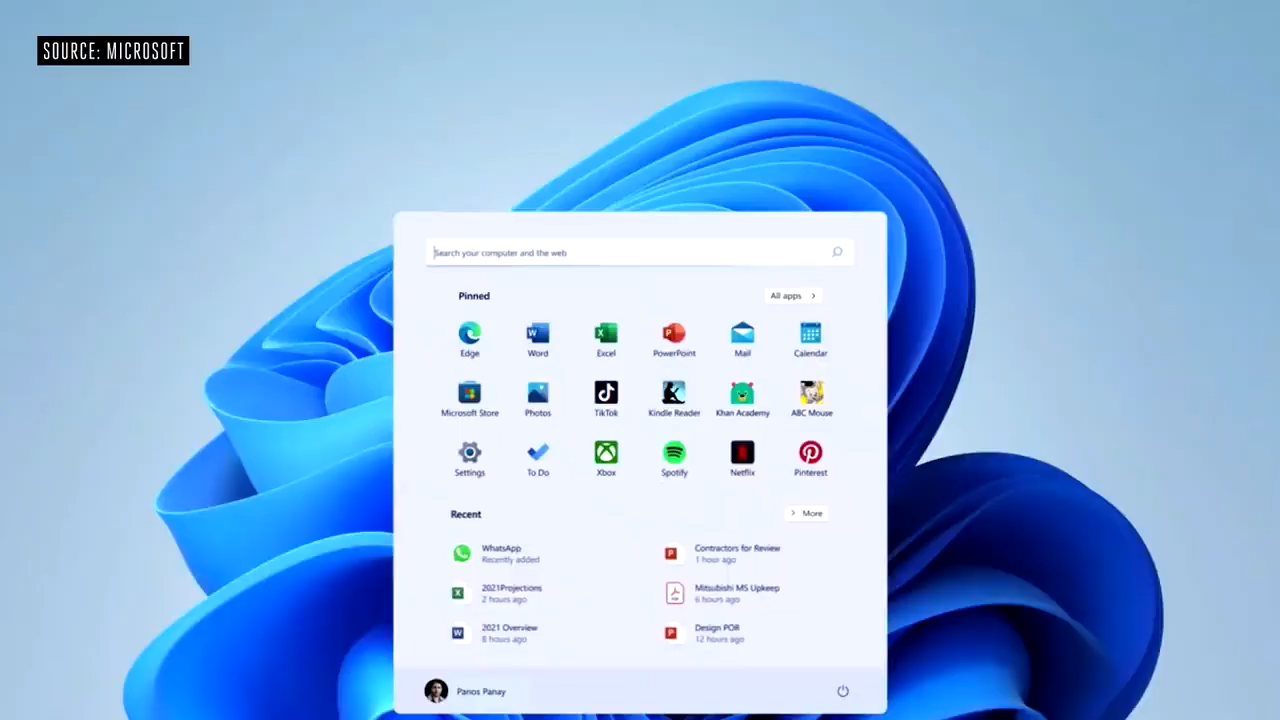 SOURCE: MICROSOFT
Search your computer and the web
Pinned
All apps
Edge
Word
Excel
PowerPoint
Mail
Calendar
Microsoft Store
Photos
TikTok
Kindle Reader
Khan Academy
ABC Mouse
Settings
To Do
Xbox
Spotify
Netflix
Pinterest
Recent
More
WhatsApp
Recently added
Contractors for Review
1 hour ago
2021Projections
2 hours ago
Mitsubishi MS Upkeep
6 hours ago
2021 Overview
8 hours ago
Design POR
12 hours ago
Panos Panay